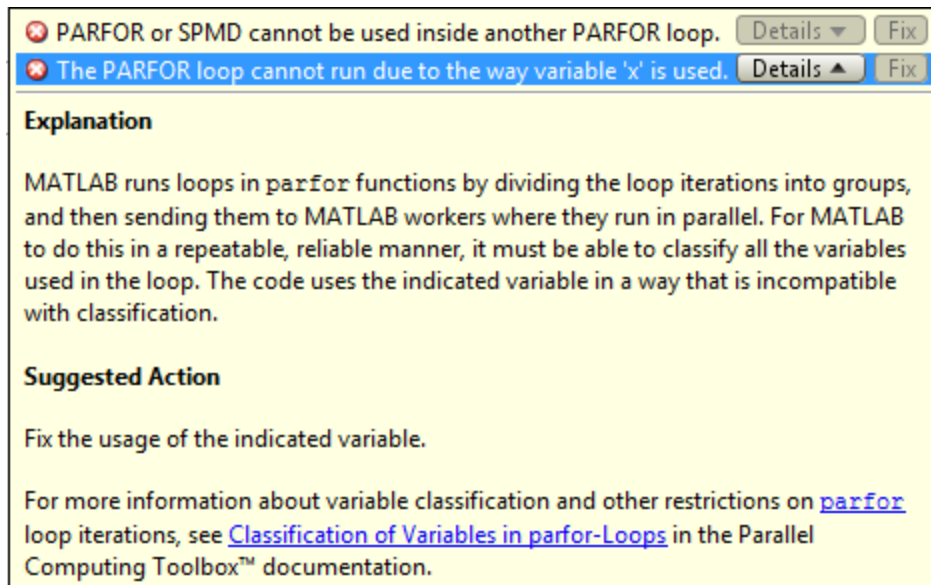 PARFOR or SPMD cannot be used inside another PARFOR loop. Details Fix
The PARFOR loop cannot run due to the way variable 'x' is used. Details Fix
Explanation
MATLAB runs loops in parfor functions by dividing the loop iterations into groups,
and then sending them to MATLAB workers where they run in parallel. For MATLAB
to do this in a repeatable, reliable manner, it must be able to classify all the variables
used in the loop. The code uses the indicated variable in a way that is incompatible
with classification.
Suggested Action
Fix the usage of the indicated variable.
For more information about variable classification and other restrictions on parfor
loop iterations, see Classification of Variables in parfor-Loops in the Parallel
Computing Toolbox™ documentation.